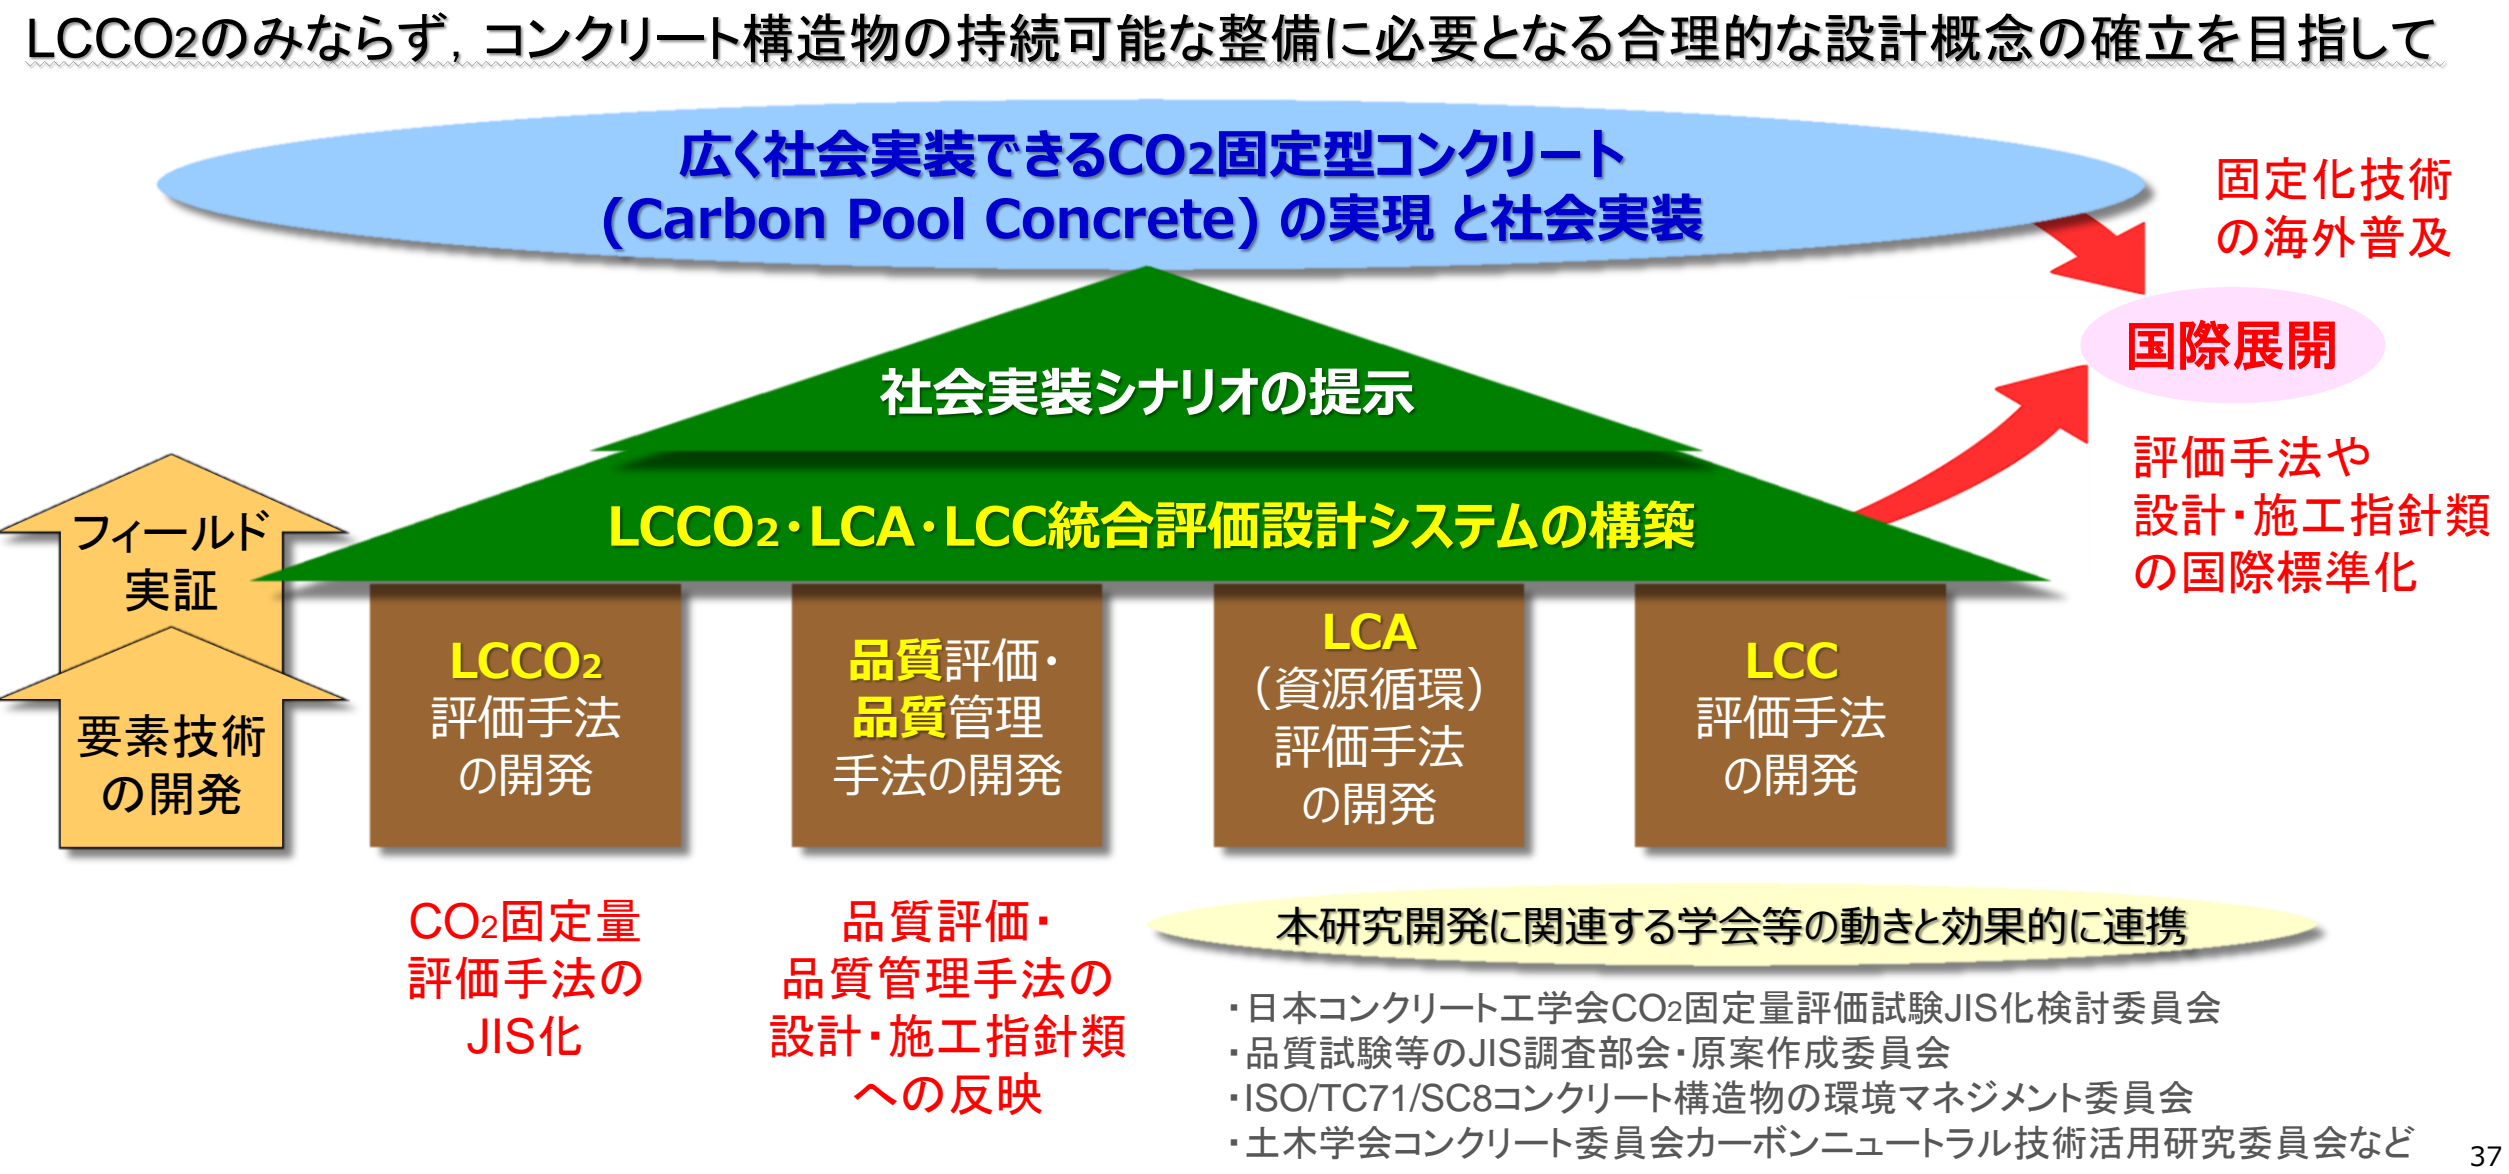 LCCO2のみならず，コンクリート構造物の持続可能な整備に必要となる合理的な設計概念の確立を目指して
広く社会実装できるCO2固定型コンクリート
(Carbon Pool Concrete) の実現 と社会実装
固定化技術
の海外普及
国際展開
評価手法や
設計・施工指針類
の国際標準化
社会実装シナリオの提示
LCCO2・LCA・LCC統合評価設計システムの構築
フィールド
実証
要素技術
の開発
LCCO2
評価手法
の開発
品質評価・
品質管理
手法の開発
LCA
（資源循環）
評価手法
の開発
LCC
評価手法
の開発
CO2固定量
評価手法の
JIS化
品質評価・
品質管理手法の
設計・施工指針類
への反映
本研究開発に関連する学会等の動きと効果的に連携
・日本コンクリート工学会CO2固定量評価試験JIS化検討委員会
・品質試験等のJIS調査部会・原案作成委員会
・ISO/TC71/SC8コンクリート構造物の環境マネジメント委員会
・土木学会コンクリート委員会カーボンニュートラル技術活用研究委員会など
37